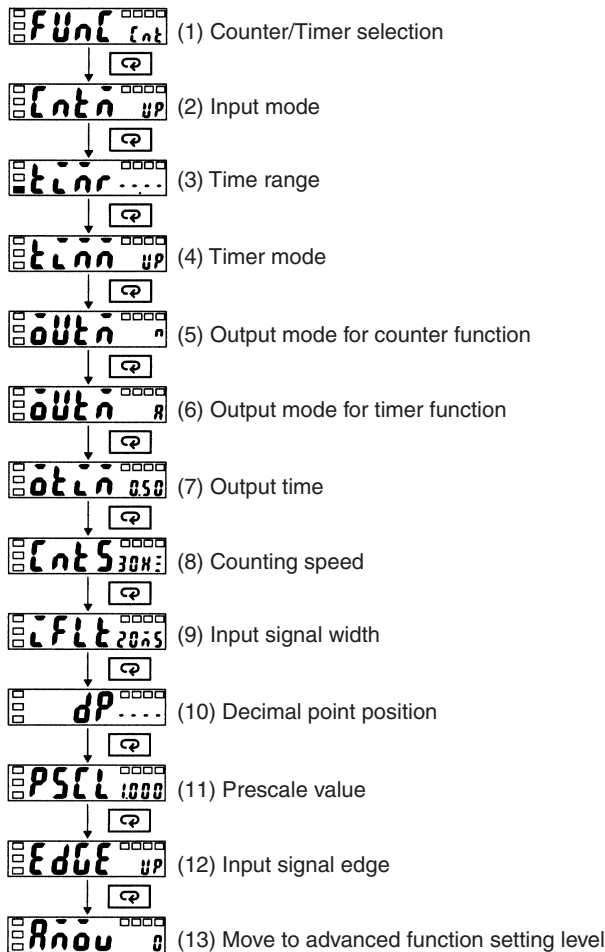 FUnC Cnt (1) Counter/Timer selection
Cntm UP (2) Input mode
timr --.-- (3) Time range
timm UP (4) Timer mode
oUtm n (5) Output mode for counter function
oUtm A (6) Output mode for timer function
otim 0.50 (7) Output time
CntS 30HZ (8) Counting speed
iFLt 20mS (9) Input signal width
dP ---- (10) Decimal point position
PSCL 1.000 (11) Prescale value
EdGE UP (12) Input signal edge
Amov 0 (13) Move to advanced function setting level